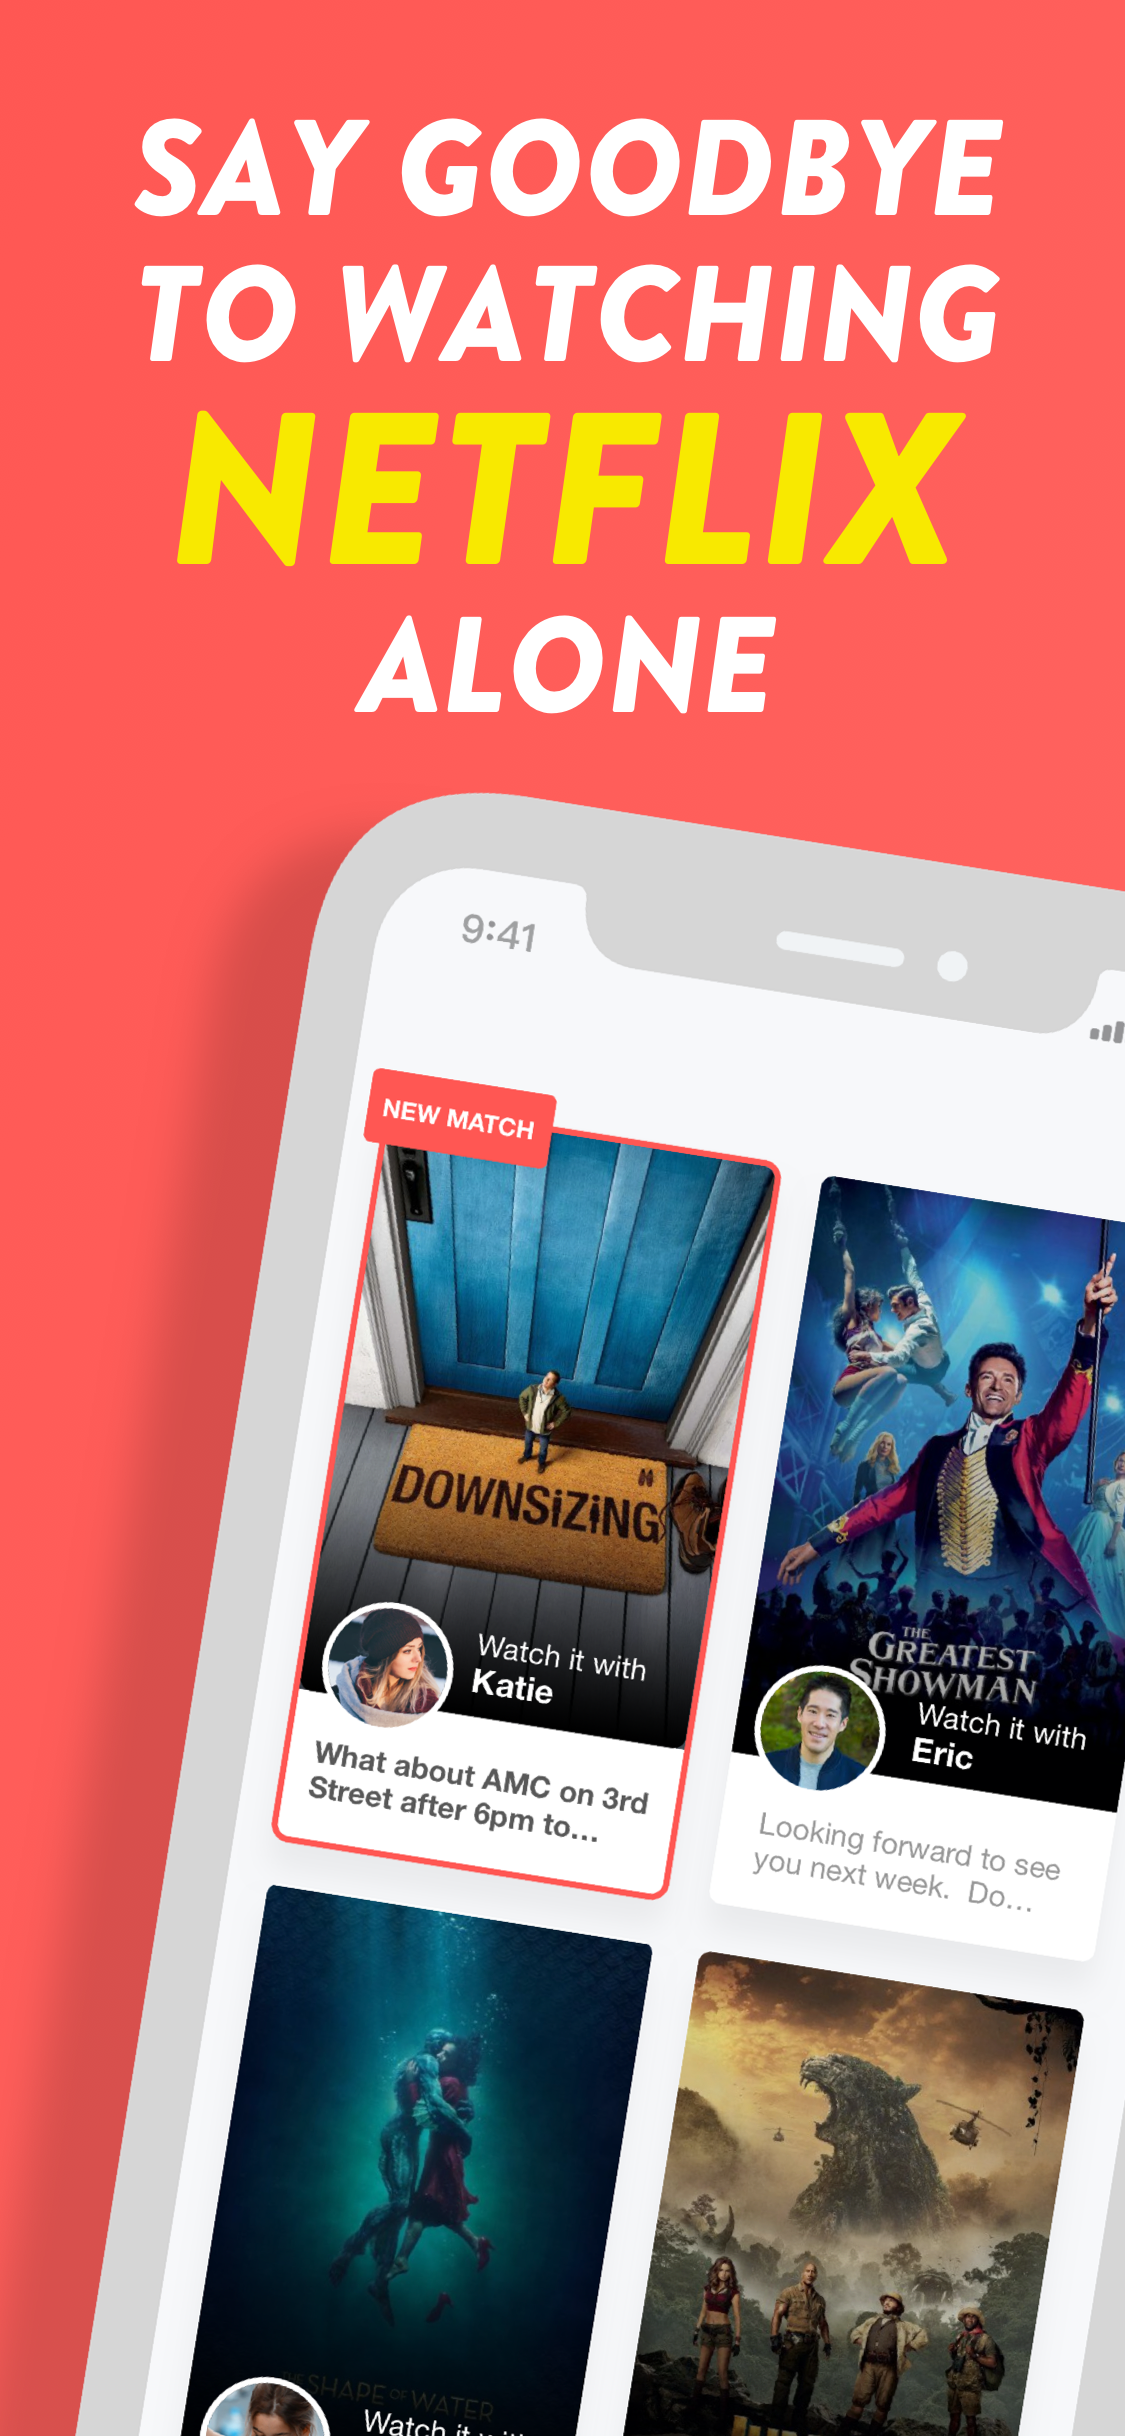 SAY GOODBYE
TO WATCHING
NETFLIX
ALONE
9:41
NEW MATCH
DOWNSiZiNG
Watch it with
Katie
What about AMC on 3rd
Street after 6pm to...
THE
GREATEST
SHOWMAN
Watch it with
Eric
Looking forward to see
you next week. Do...
THE SHAPE OF WATER
Watch it with